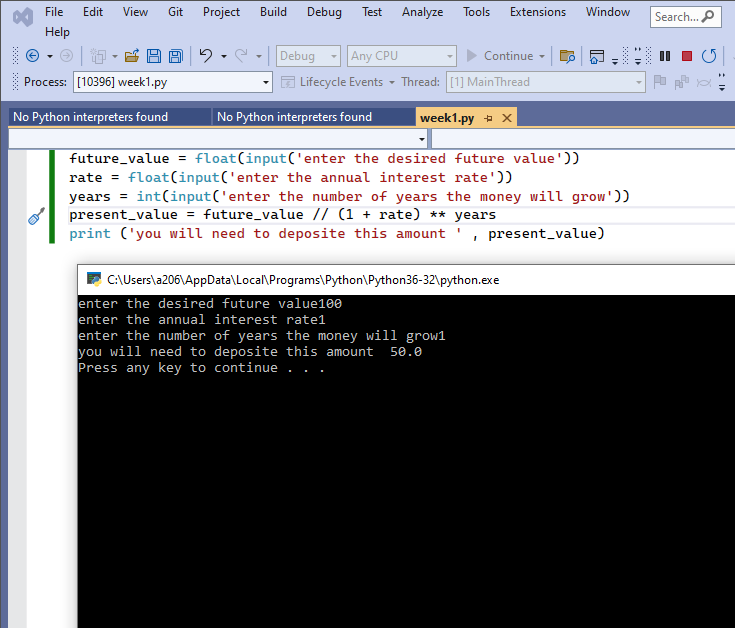 File Edit View Git Project Build Debug Test Analyze Tools Extensions Window Search...
Help
Debug Any CPU Continue
Process: [10396] week1.py Lifecycle Events Thread: [1] MainThread
No Python interpreters found No Python interpreters found week1.py
future_value = float(input('enter the desired future value'))
rate = float(input('enter the annual interest rate'))
years = int(input('enter the number of years the money will grow'))
present_value = future_value // (1 + rate) ** years
print ('you will need to deposite this amount ' , present_value)
C:\Users\a206\AppData\Local\Programs\Python\Python36-32\python.exe
enter the desired future value100
enter the annual interest rate1
enter the number of years the money will grow1
you will need to deposite this amount  50.0
Press any key to continue . . .